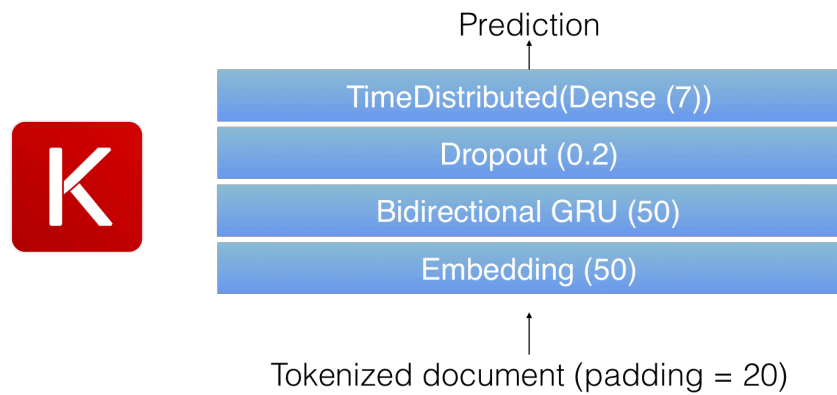 Prediction
TimeDistributed(Dense (7))
Dropout (0.2)
K
Bidirectional GRU (50)
Embedding (50)
Tokenized document (padding = 20)